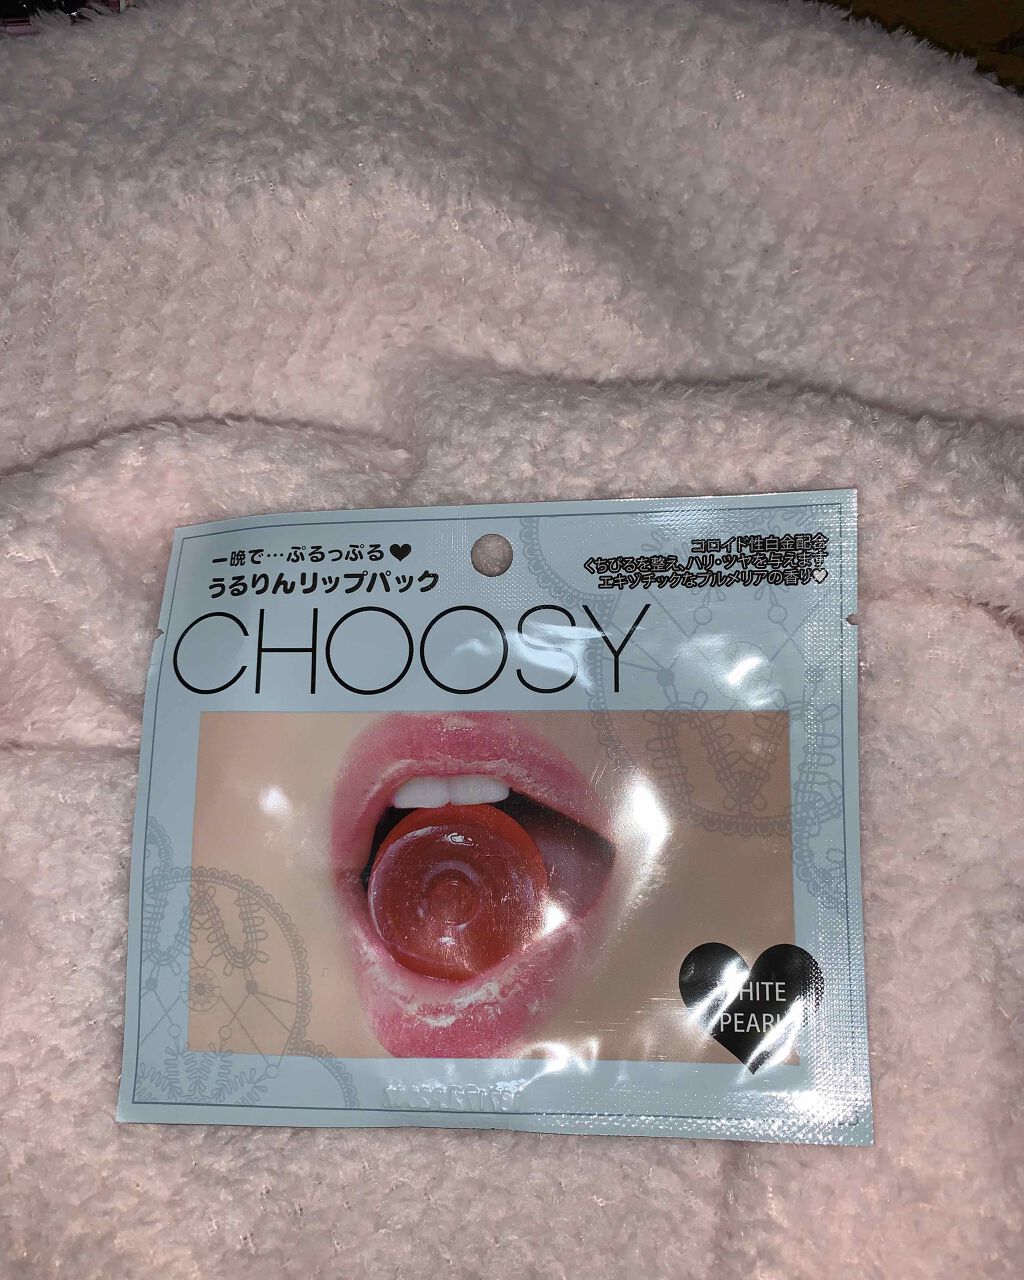 一晩で…ぷるっぷる♥
うるりんリップパック
コロイド性白金配合
くちびるを整え、ハリ・ツヤを与えます
エキゾチックなプルメリアの香り♥
CHOOSY
WHITE
PEARL